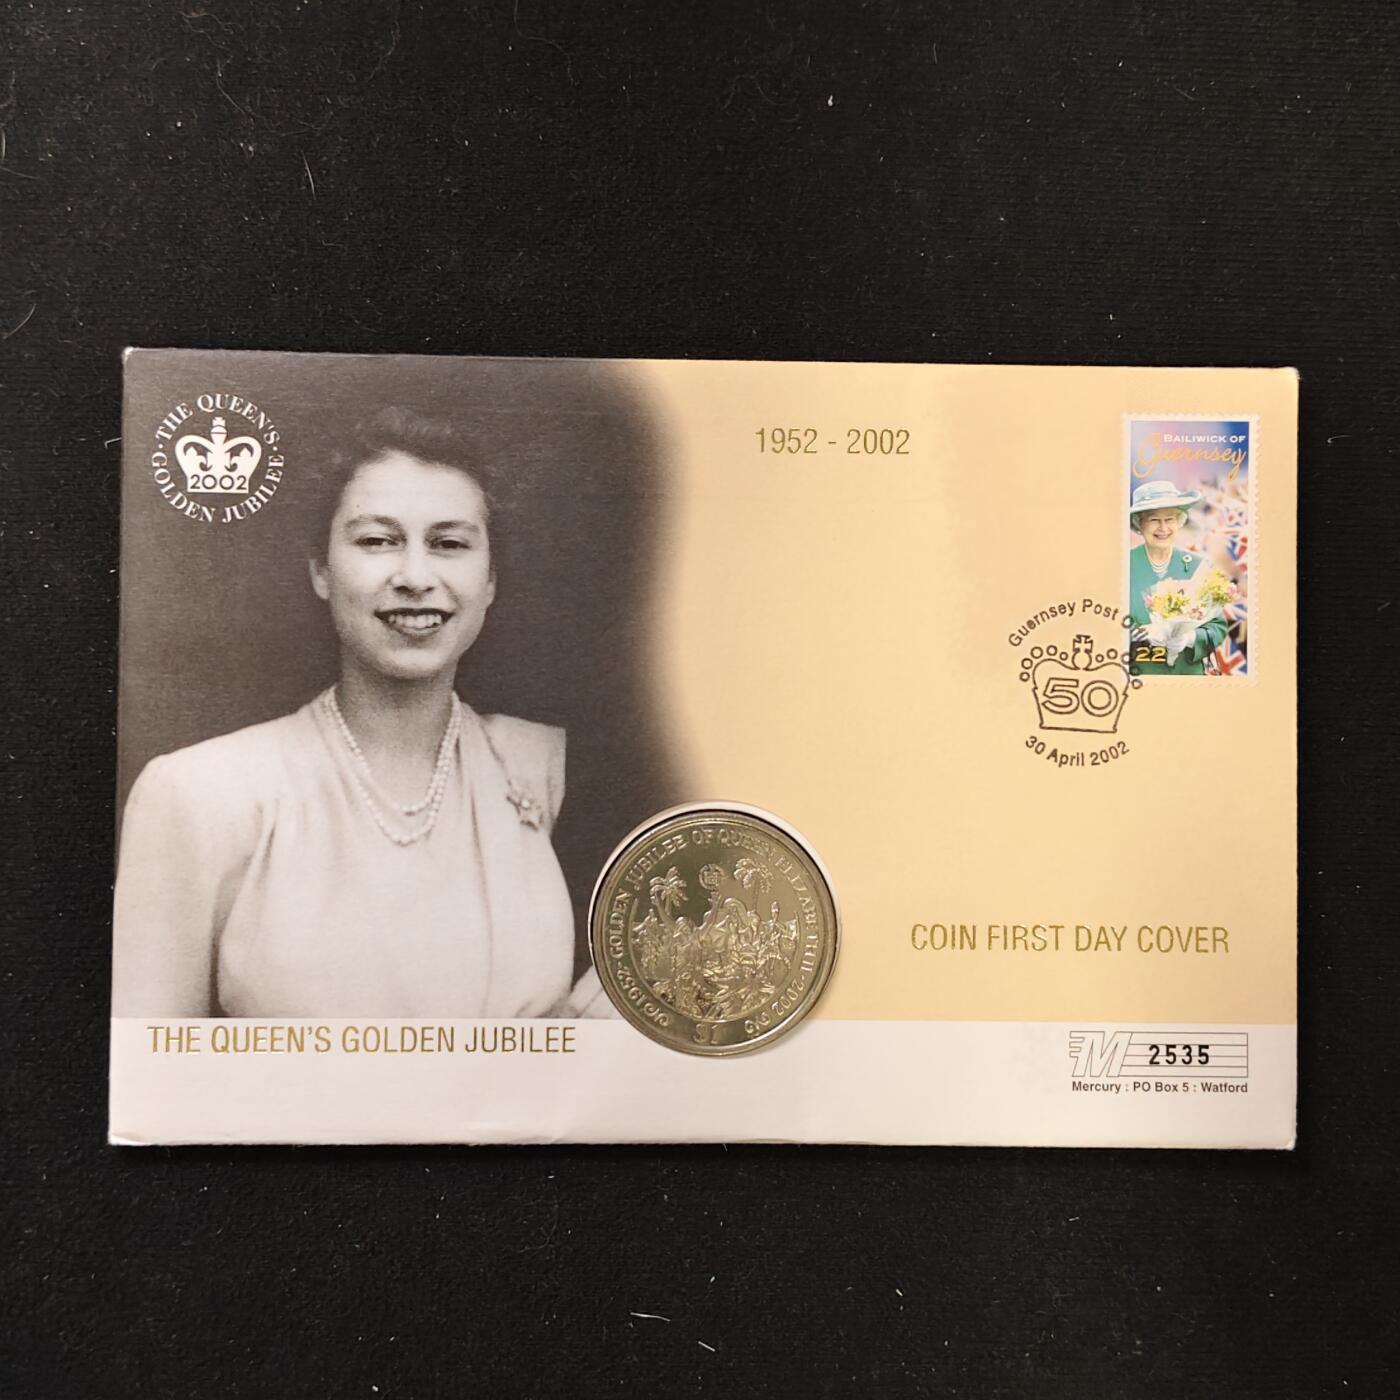 THE QUEEN'S
2002
GOLDEN JUBILEE
1952 - 2002
BAILIWICK OF
Guernsey
22
Guernsey Post
50
30 April 2002
1952 - GOLDEN JUBILEE OF QUEEN ELIZABETH II - 2002
$1
COIN FIRST DAY COVER
THE QUEEN'S GOLDEN JUBILEE
M 2535
Mercury : PO Box 5 : Watford